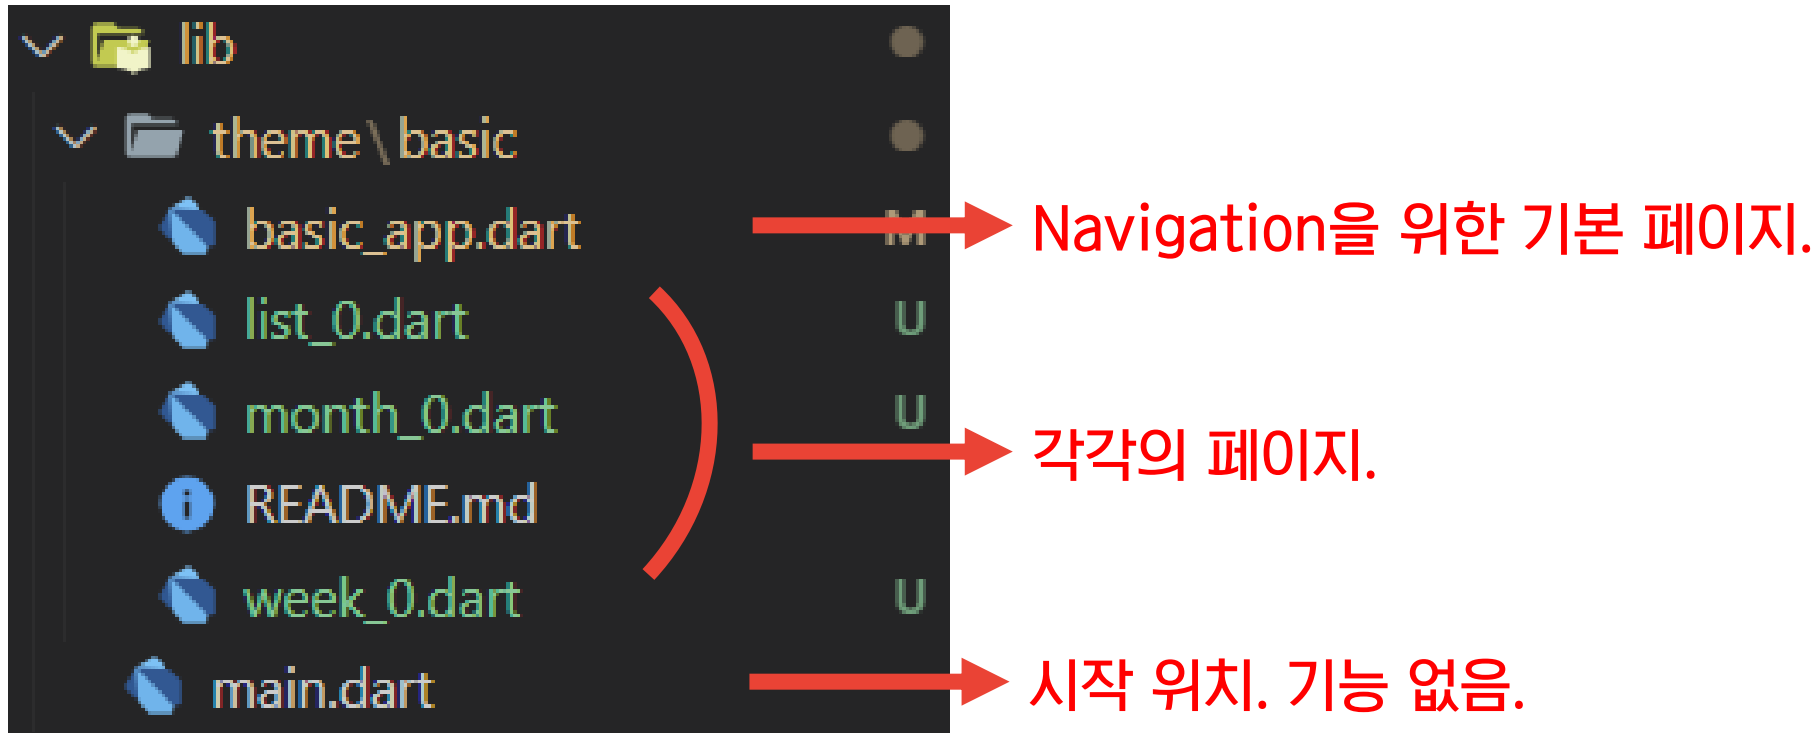 lib
theme\basic
basic_app.dart M Navigation을 위한 기본 페이지.
list_0.dart U
month_0.dart U
각각의 페이지.
README.md
week_0.dart U
main.dart 시작 위치. 기능 없음.